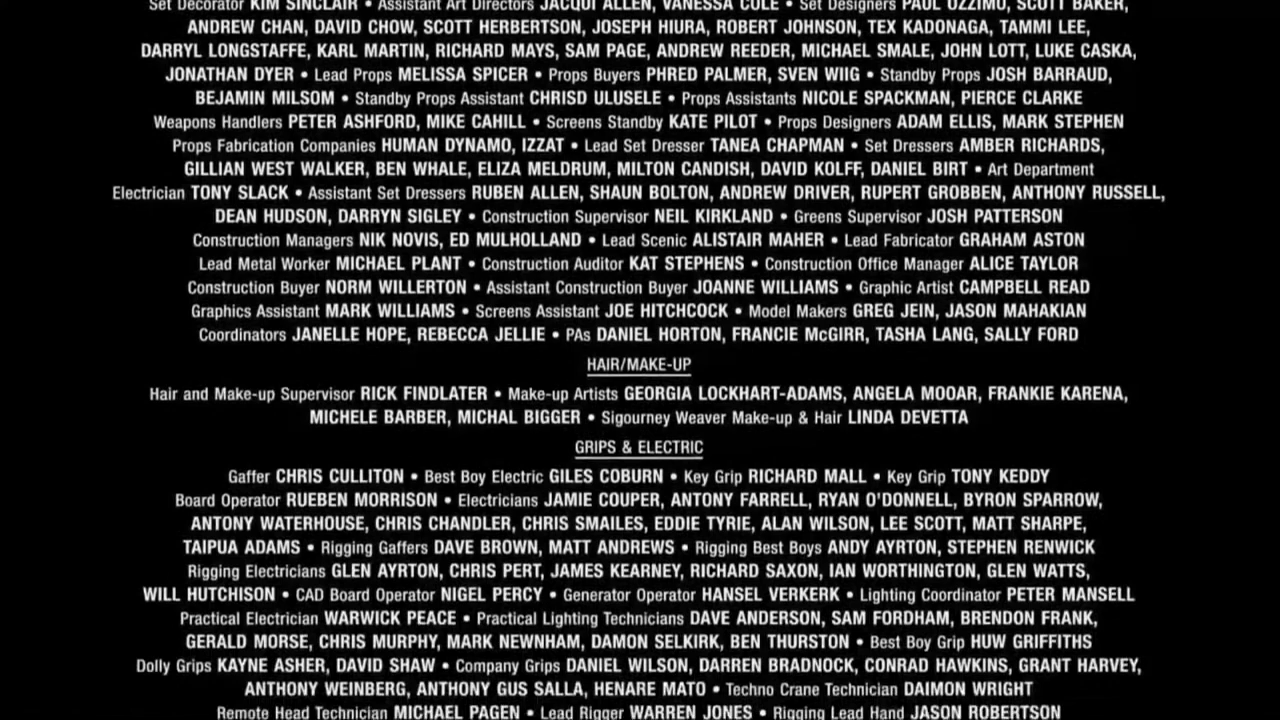 Set Decorator KIM SINCLAIR • Assistant Art Directors JACQUI ALLEN, VANESSA COLE • Set Designers PAUL OZZIMO, SCOTT BAKER,
ANDREW CHAN, DAVID CHOW, SCOTT HERBERTSON, JOSEPH HIURA, ROBERT JOHNSON, TEX KADONAGA, TAMMI LEE,
DARRYL LONGSTAFFE, KARL MARTIN, RICHARD MAYS, SAM PAGE, ANDREW REEDER, MICHAEL SMALE, JOHN LOTT, LUKE CASKA,
JONATHAN DYER • Lead Props MELISSA SPICER • Props Buyers PHRED PALMER, SVEN WIIG • Standby Props JOSH BARRAUD,
BEJAMIN MILSOM • Standby Props Assistant CHRISD ULUSELE • Props Assistants NICOLE SPACKMAN, PIERCE CLARKE
Weapons Handlers PETER ASHFORD, MIKE CAHILL • Screens Standby KATE PILOT • Props Designers ADAM ELLIS, MARK STEPHEN
Props Fabrication Companies HUMAN DYNAMO, IZZAT • Lead Set Dresser TANEA CHAPMAN • Set Dressers AMBER RICHARDS,
GILLIAN WEST WALKER, BEN WHALE, ELIZA MELDRUM, MILTON CANDISH, DAVID KOLFF, DANIEL BIRT • Art Department
Electrician TONY SLACK • Assistant Set Dressers RUBEN ALLEN, SHAUN BOLTON, ANDREW DRIVER, RUPERT GROBBEN, ANTHONY RUSSELL,
DEAN HUDSON, DARRYN SIGLEY • Construction Supervisor NEIL KIRKLAND • Greens Supervisor JOSH PATTERSON
Construction Managers NIK NOVIS, ED MULHOLLAND • Lead Scenic ALISTAIR MAHER • Lead Fabricator GRAHAM ASTON
Lead Metal Worker MICHAEL PLANT • Construction Auditor KAT STEPHENS • Construction Office Manager ALICE TAYLOR
Construction Buyer NORM WILLERTON • Assistant Construction Buyer JOANNE WILLIAMS • Graphic Artist CAMPBELL READ
Graphics Assistant MARK WILLIAMS • Screens Assistant JOE HITCHCOCK • Model Makers GREG JEIN, JASON MAHAKIAN
Coordinators JANELLE HOPE, REBECCA JELLIE • PAs DANIEL HORTON, FRANCIE McGIRR, TASHA LANG, SALLY FORD
HAIR/MAKE-UP
Hair and Make-up Supervisor RICK FINDLATER • Make-up Artists GEORGIA LOCKHART-ADAMS, ANGELA MOOAR, FRANKIE KARENA,
MICHELE BARBER, MICHAL BIGGER • Sigourney Weaver Make-up & Hair LINDA DEVETTA
GRIPS & ELECTRIC
Gaffer CHRIS CULLITON • Best Boy Electric GILES COBURN • Key Grip RICHARD MALL • Key Grip TONY KEDDY
Board Operator RUEBEN MORRISON • Electricians JAMIE COUPER, ANTONY FARRELL, RYAN O'DONNELL, BYRON SPARROW,
ANTONY WATERHOUSE, CHRIS CHANDLER, CHRIS SMAILES, EDDIE TYRIE, ALAN WILSON, LEE SCOTT, MATT SHARPE,
TAIPUA ADAMS • Rigging Gaffers DAVE BROWN, MATT ANDREWS • Rigging Best Boys ANDY AYRTON, STEPHEN RENWICK
Rigging Electricians GLEN AYRTON, CHRIS PERT, JAMES KEARNEY, RICHARD SAXON, IAN WORTHINGTON, GLEN WATTS,
WILL HUTCHISON • CAD Board Operator NIGEL PERCY • Generator Operator HANSEL VERKERK • Lighting Coordinator PETER MANSELL
Practical Electrician WARWICK PEACE • Practical Lighting Technicians DAVE ANDERSON, SAM FORDHAM, BRENDON FRANK,
GERALD MORSE, CHRIS MURPHY, MARK NEWNHAM, DAMON SELKIRK, BEN THURSTON • Best Boy Grip HUW GRIFFITHS
Dolly Grips KAYNE ASHER, DAVID SHAW • Company Grips DANIEL WILSON, DARREN BRADNOCK, CONRAD HAWKINS, GRANT HARVEY,
ANTHONY WEINBERG, ANTHONY GUS SALLA, HENARE MATO • Techno Crane Technician DAIMON WRIGHT
Remote Head Technician MICHAEL PAGEN • Lead Rigger WARREN JONES • Rigging Lead Hand JASON ROBERTSON